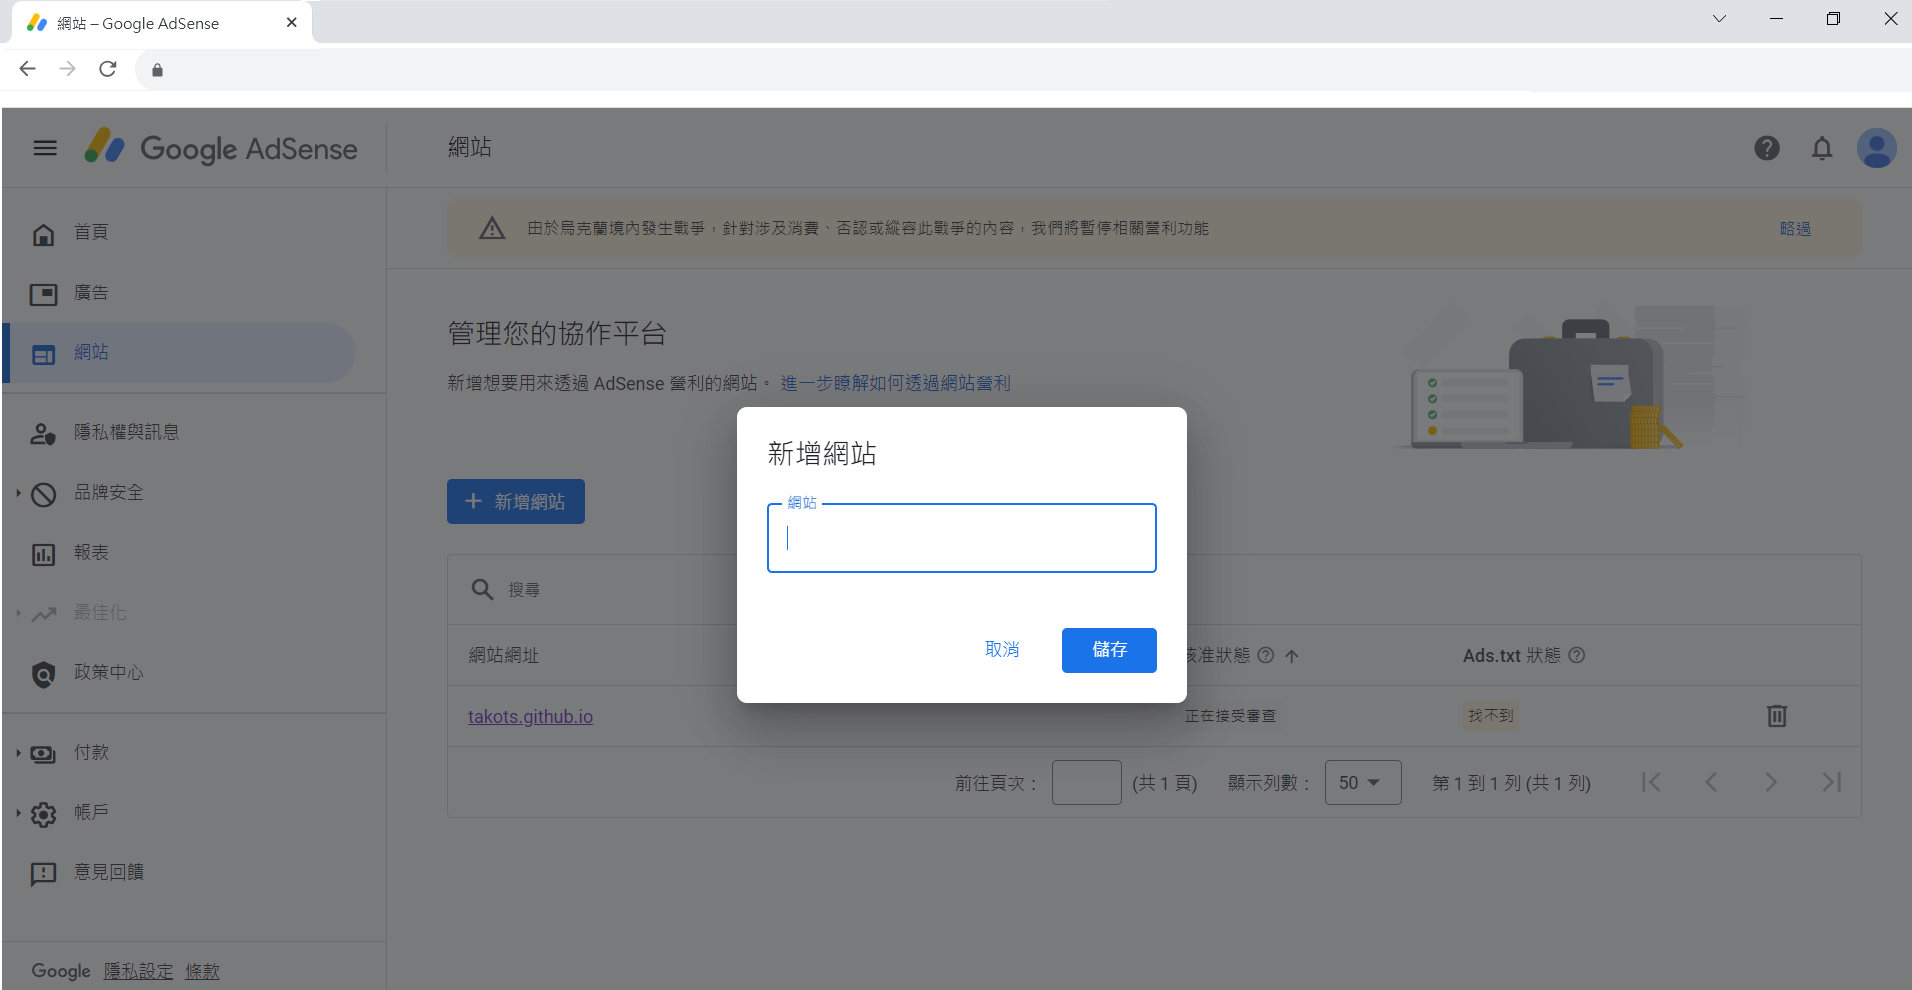 網站 – Google AdSense
Google AdSense
網站
首頁
廣告
網站
隱私權與訊息
品牌安全
報表
最佳化
政策中心
付款
帳戶
意見回饋
Google 隱私設定 條款
由於烏克蘭境內發生戰爭，針對涉及消費、否認或縱容此戰爭的內容，我們將暫停相關營利功能
略過
管理您的協作平台
新增想要用來透過 AdSense 營利的網站。 進一步瞭解如何透過網站營利
新增網站
搜尋
網站網址
准狀態
Ads.txt 狀態
takots.github.io
正在接受審查
找不到
前往頁次： (共 1 頁) 顯示列數： 50 第 1 到 1 列 (共 1 列)
新增網站
網站
取消
儲存